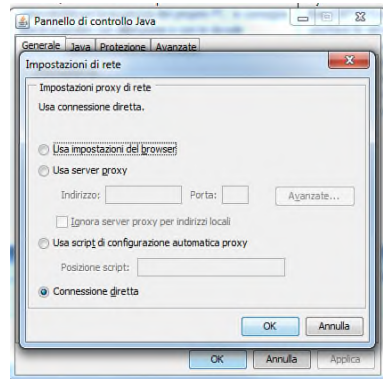 Pannello di controllo Java
Generale Java Protezione Avanzate
Impostazioni di rete
Impostazioni proxy di rete
Usa connessione diretta.
Usa impostazioni del browser
Usa server proxy
Indirizzo: Porta: Avanzate...
Ignora server proxy per indirizzi locali
Usa script di configurazione automatica proxy
Posizione script:
Connessione diretta
OK Annulla
OK Annulla Applica